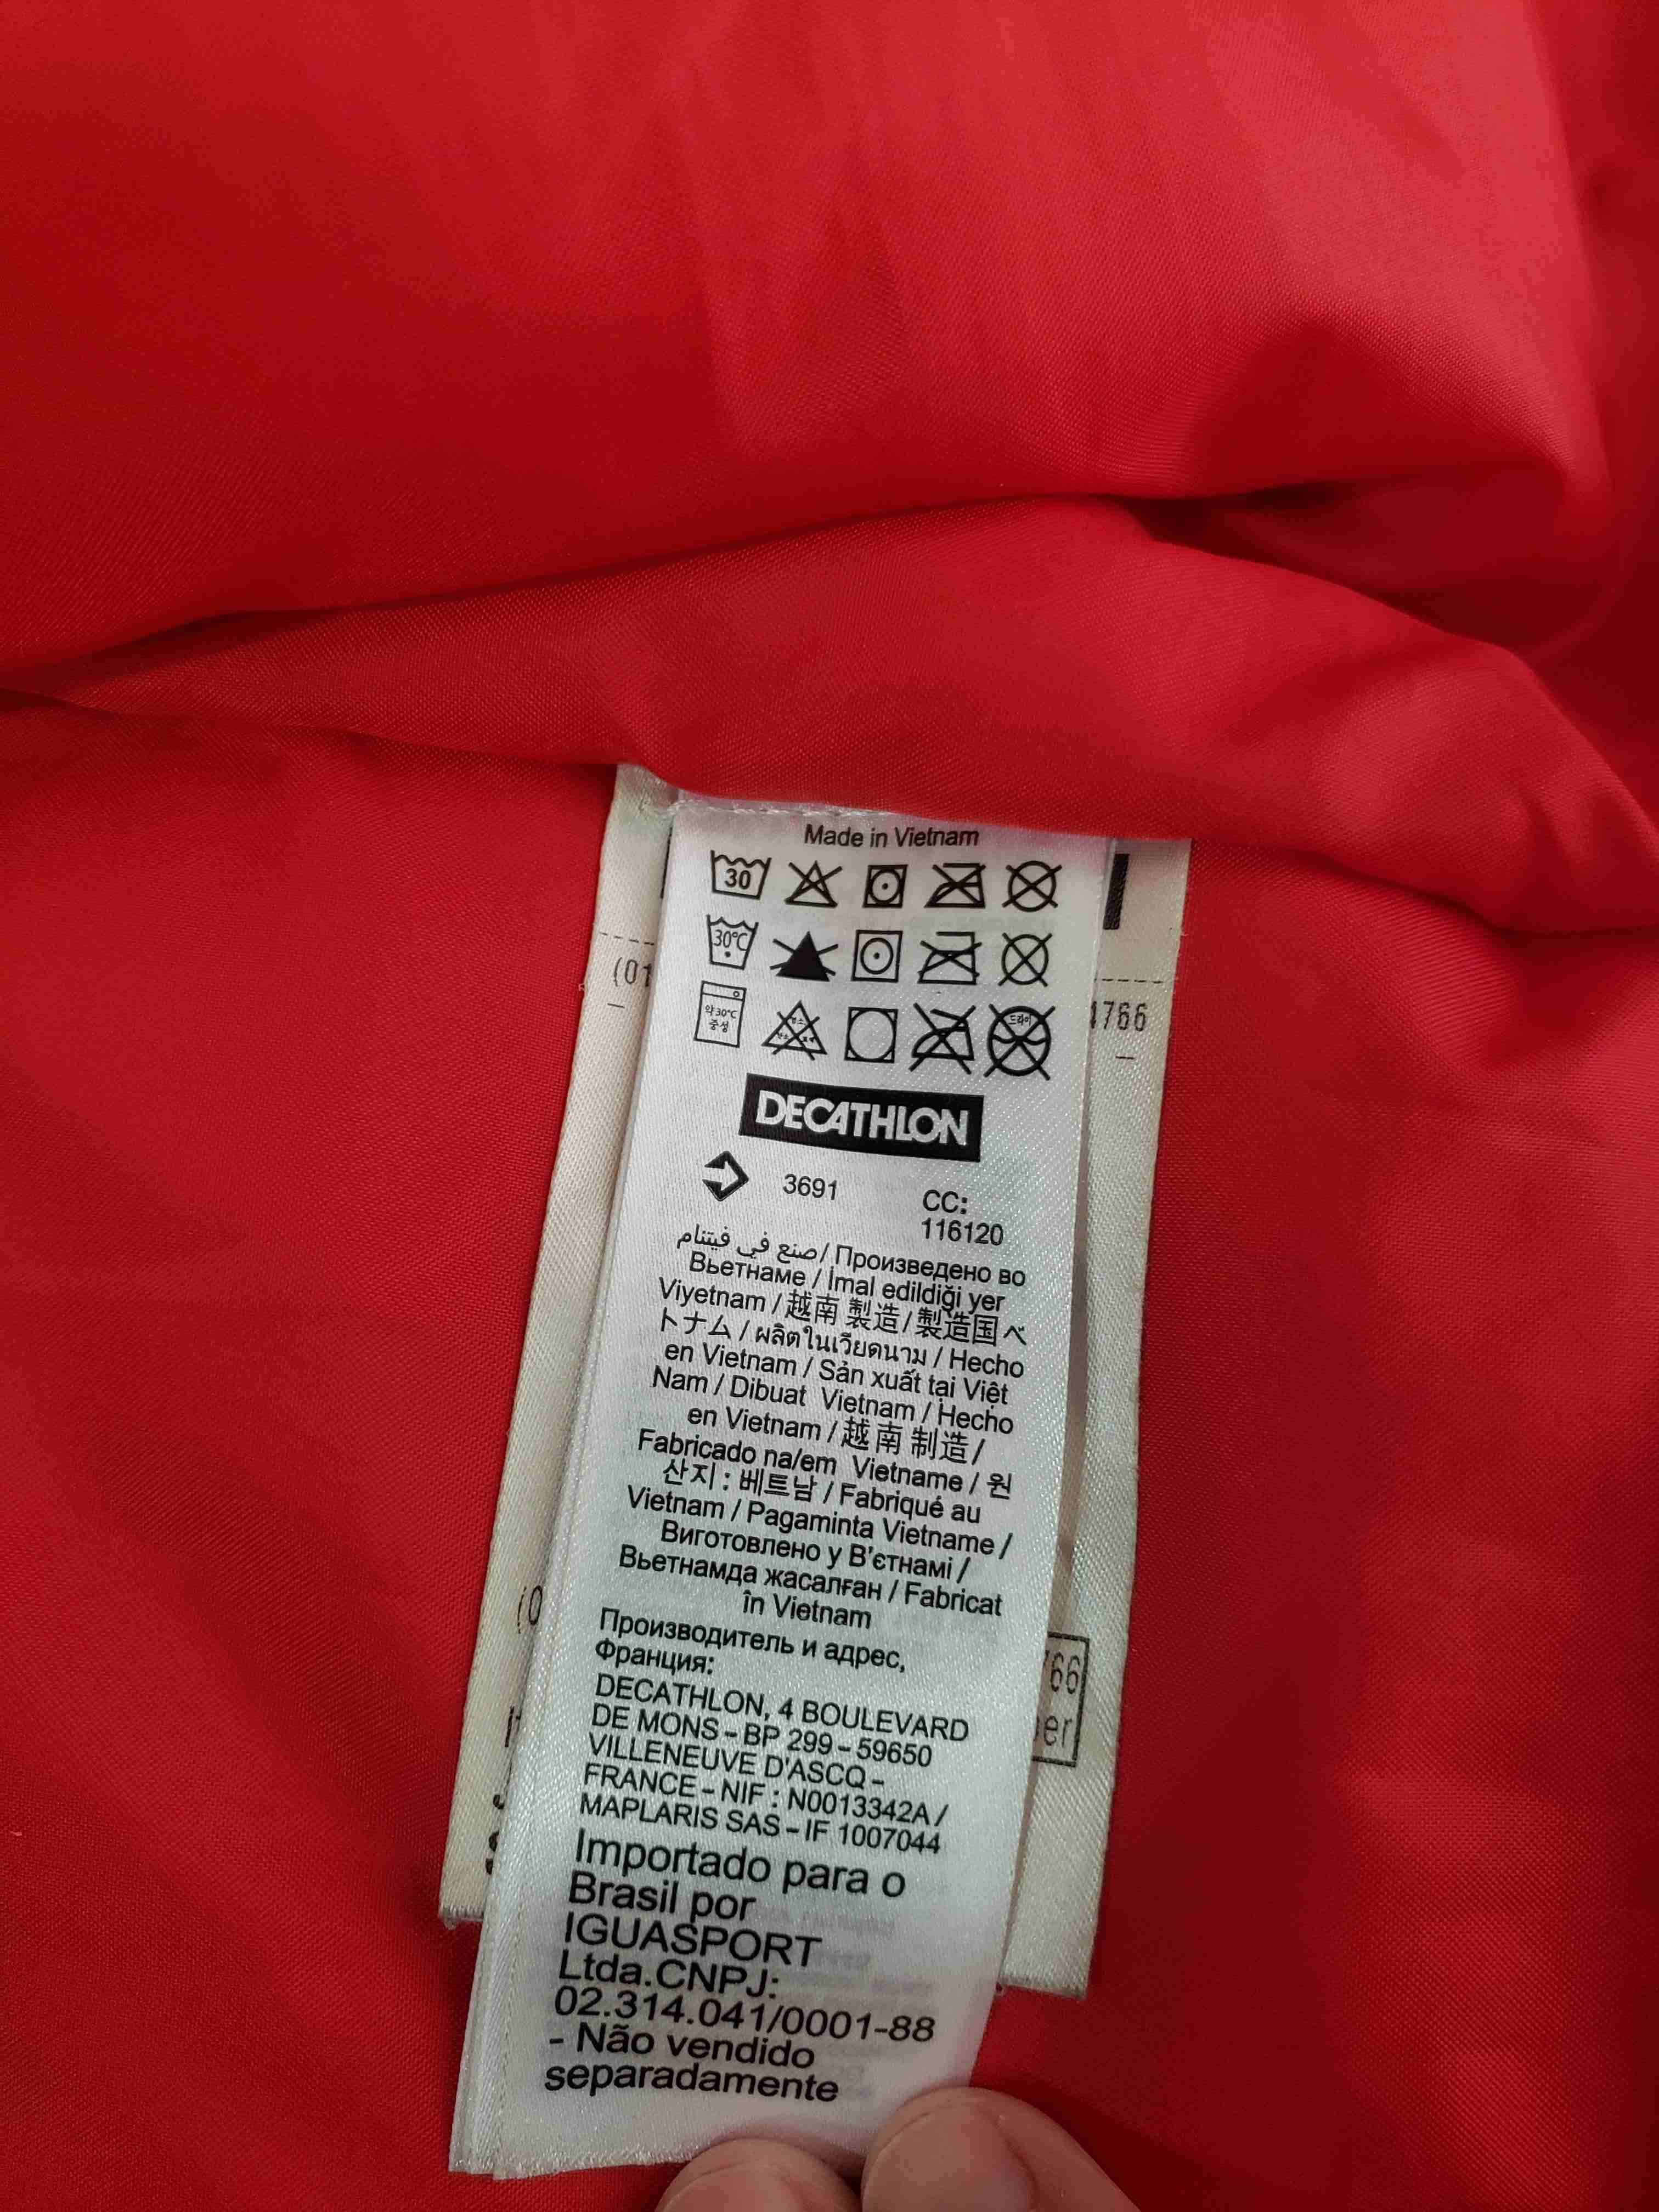 Made in Vietnam
30
30℃
약30℃
중성
드라이
(01
4766
DECATHLON
3691 CC:
116120
صنع في فيتنام / Произведено во
Вьетнаме / İmal edildiği yer
Viyetnam / 越南 製造 / 製造国 ベ
トナム / ผลิตในเวียดนาม / Hecho
en Vietnam / Sản xuất tại Việt
Nam / Dibuat Vietnam / Hecho
en Vietnam / 越南 制造 /
Fabricado na/em Vietname / 원
산지 : 베트남 / Fabriqué au
Vietnam / Pagaminta Vietname /
Виготовлено у В'єтнамі /
Вьетнамда жасалған / Fabricat
în Vietnam
Производитель и адрес,
Франция:
DECATHLON, 4 BOULEVARD
DE MONS – BP 299 – 59650
VILLENEUVE D'ASCQ –
FRANCE – NIF : N0013342A /
MAPLARIS SAS – IF 1007044
Importado para o
Brasil por
IGUASPORT
Ltda.CNPJ:
02.314.041/0001-88
- Não vendido
separadamente
(0
766
er